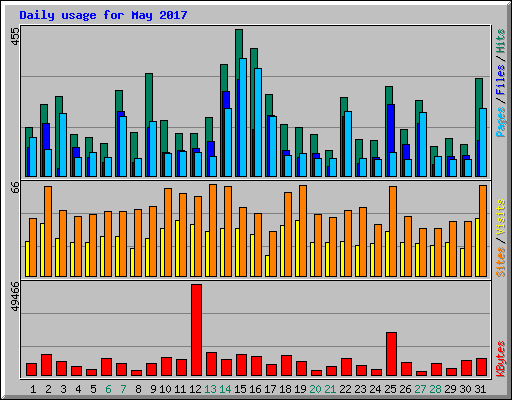 Daily usage for May 2017
455
Pages / Files / Hits
66
Sites / Visits
49466
KBytes
1 2 3 4 5 6 7 8 9 10 11 12 13 14 15 16 17 18 19 20 21 22 23 24 25 26 27 28 29 30 31